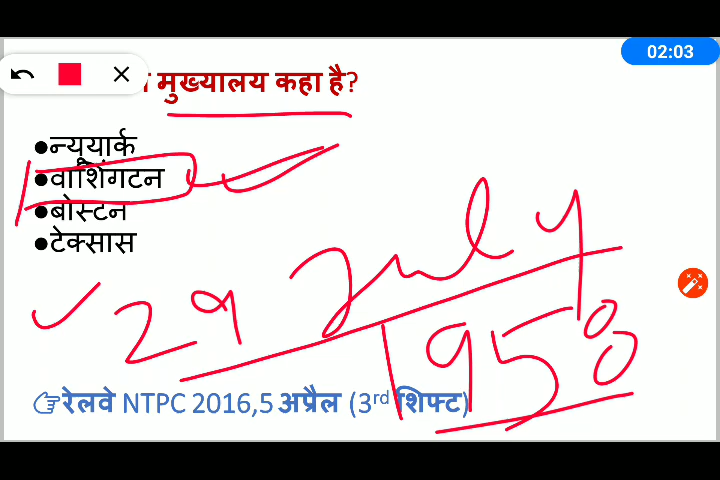 02:03
मुख्यालय कहा है?
●न्यूयार्क
●वाशिंगटन
●बोस्टन
●टेक्सास
29 July
1958
👉रेलवे NTPC 2016,5 अप्रैल (3rd शिफ्ट)